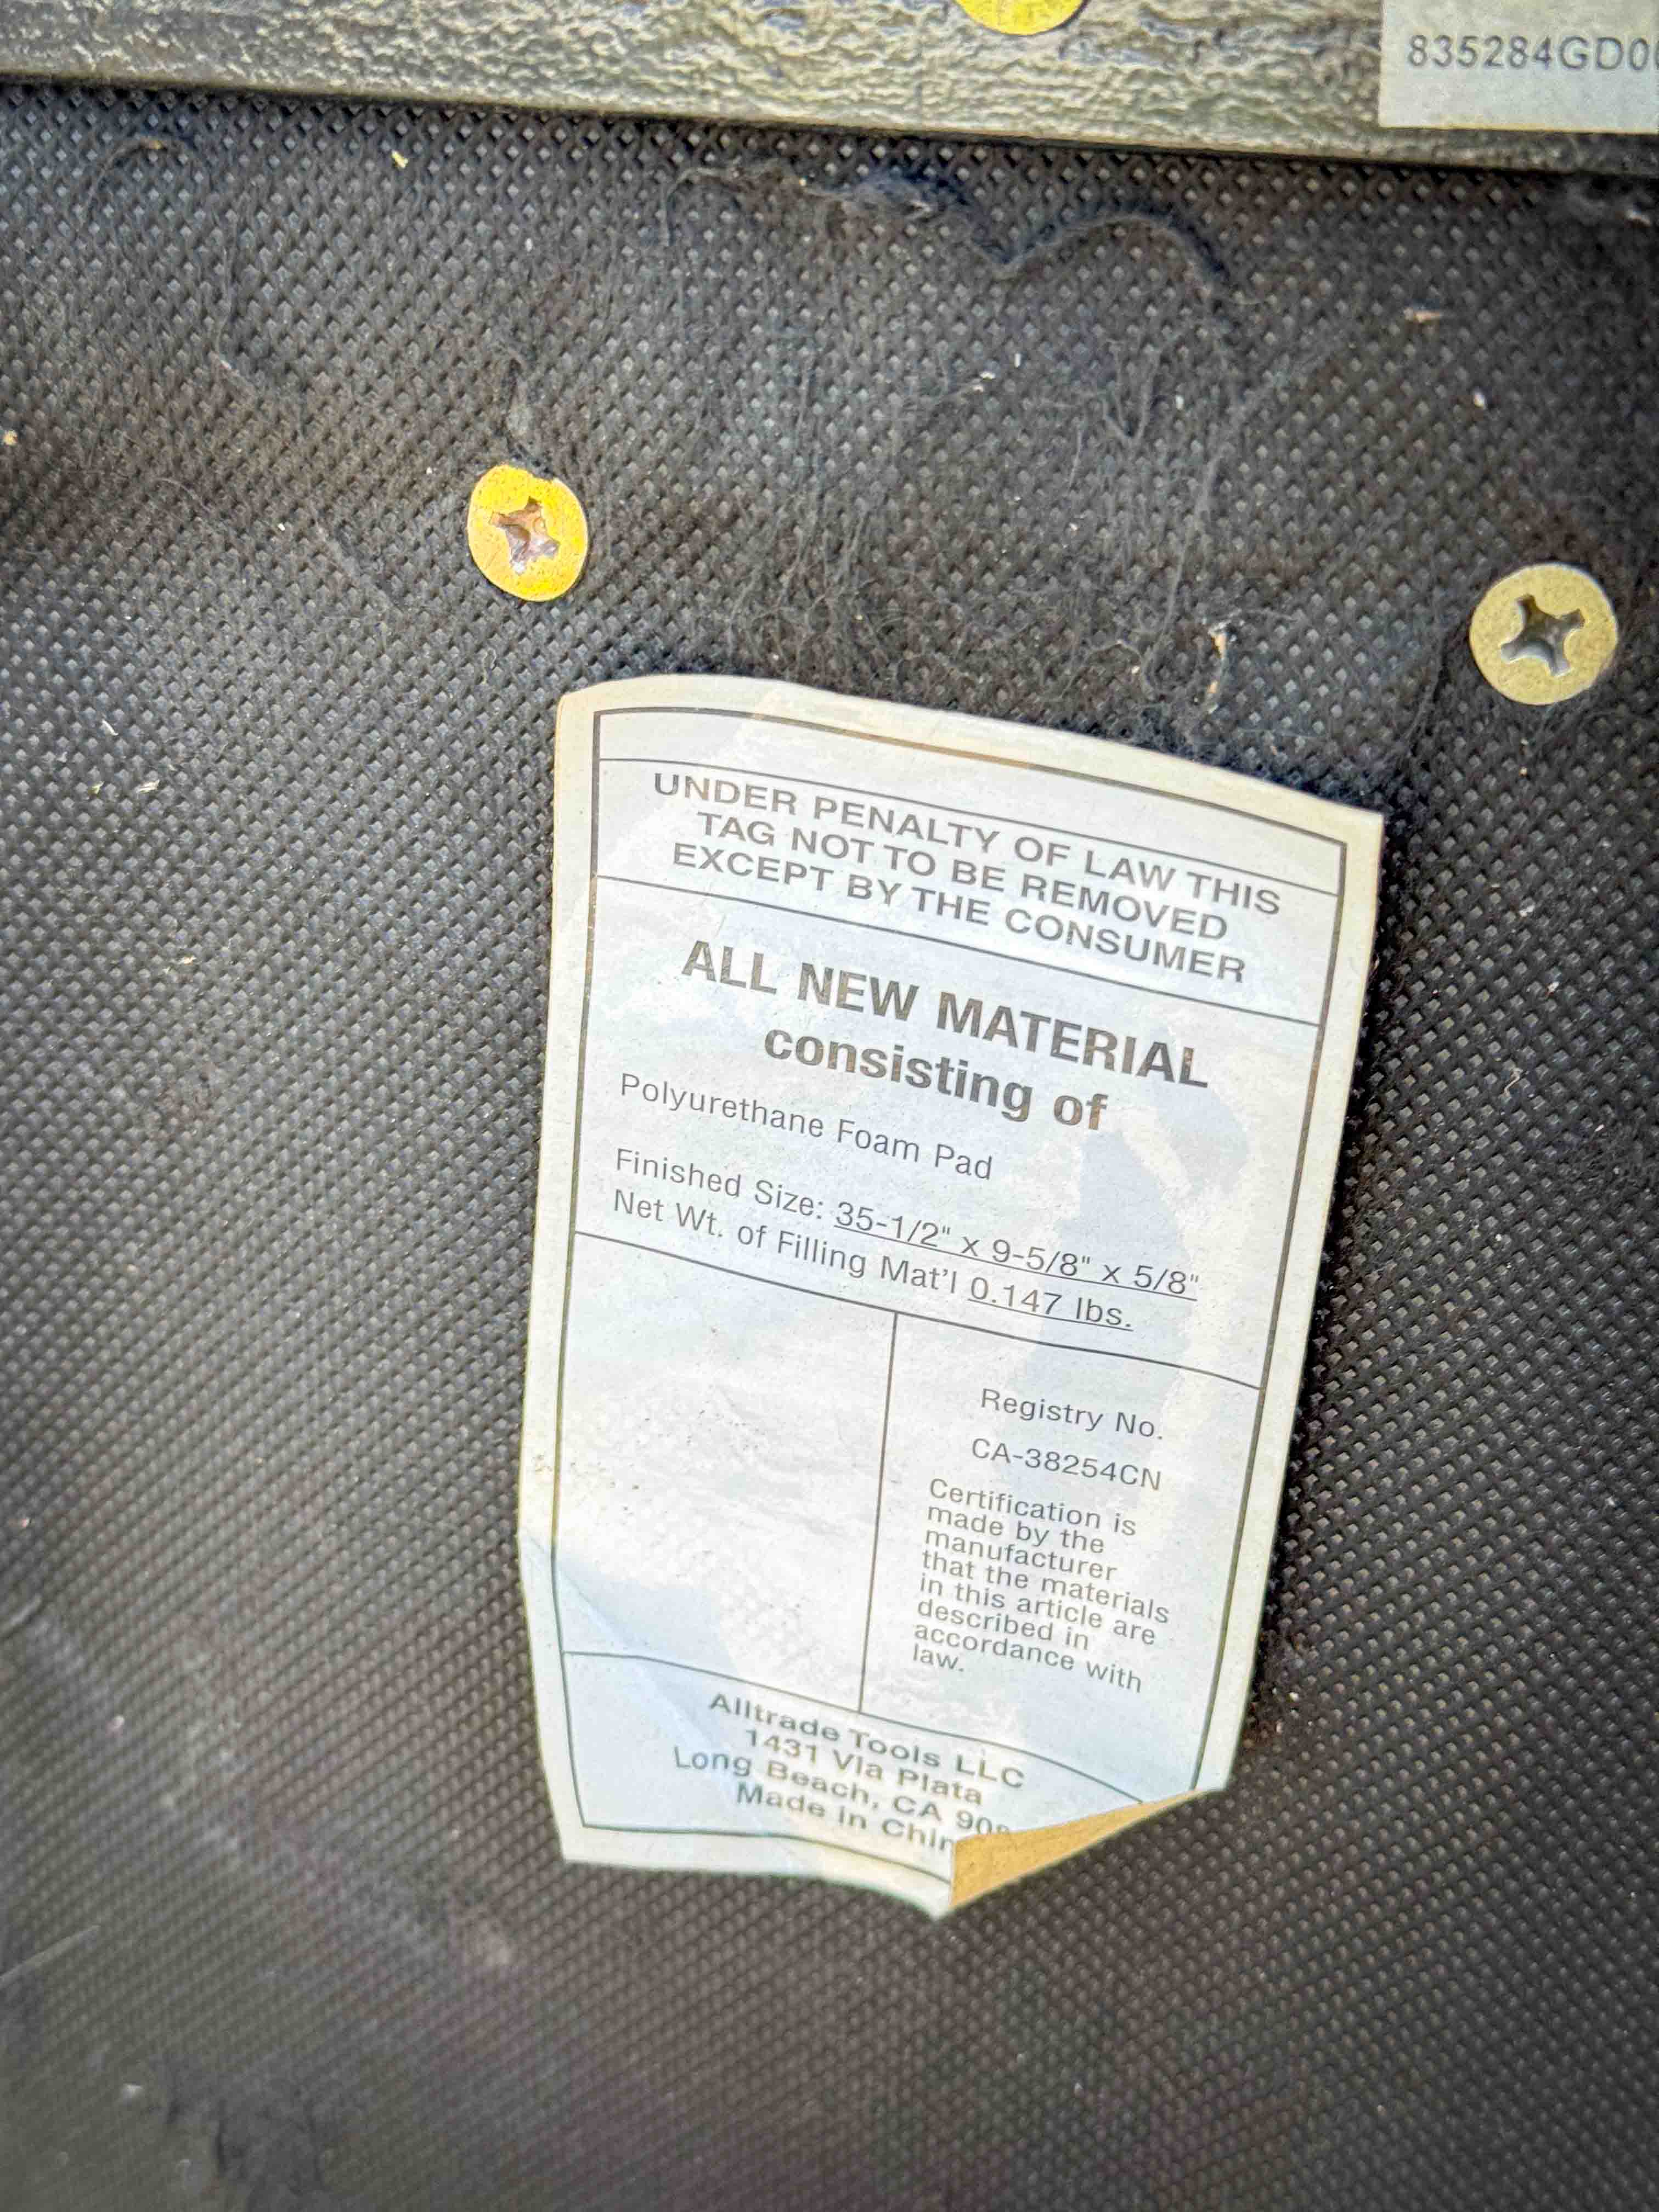 835284GD0
UNDER PENALTY OF LAW THIS
TAG NOT TO BE REMOVED
EXCEPT BY THE CONSUMER
ALL NEW MATERIAL
consisting of
Polyurethane Foam Pad
Finished Size: 35-1/2" x 9-5/8" x 5/8"
Net Wt. of Filling Mat'l 0.147 lbs.
Registry No.
CA-38254CN
Certification is
made by the
manufacturer
that the materials
in this article are
described in
accordance with
law.
Alltrade Tools LLC
1431 Via Plata
Long Beach, CA
Made in